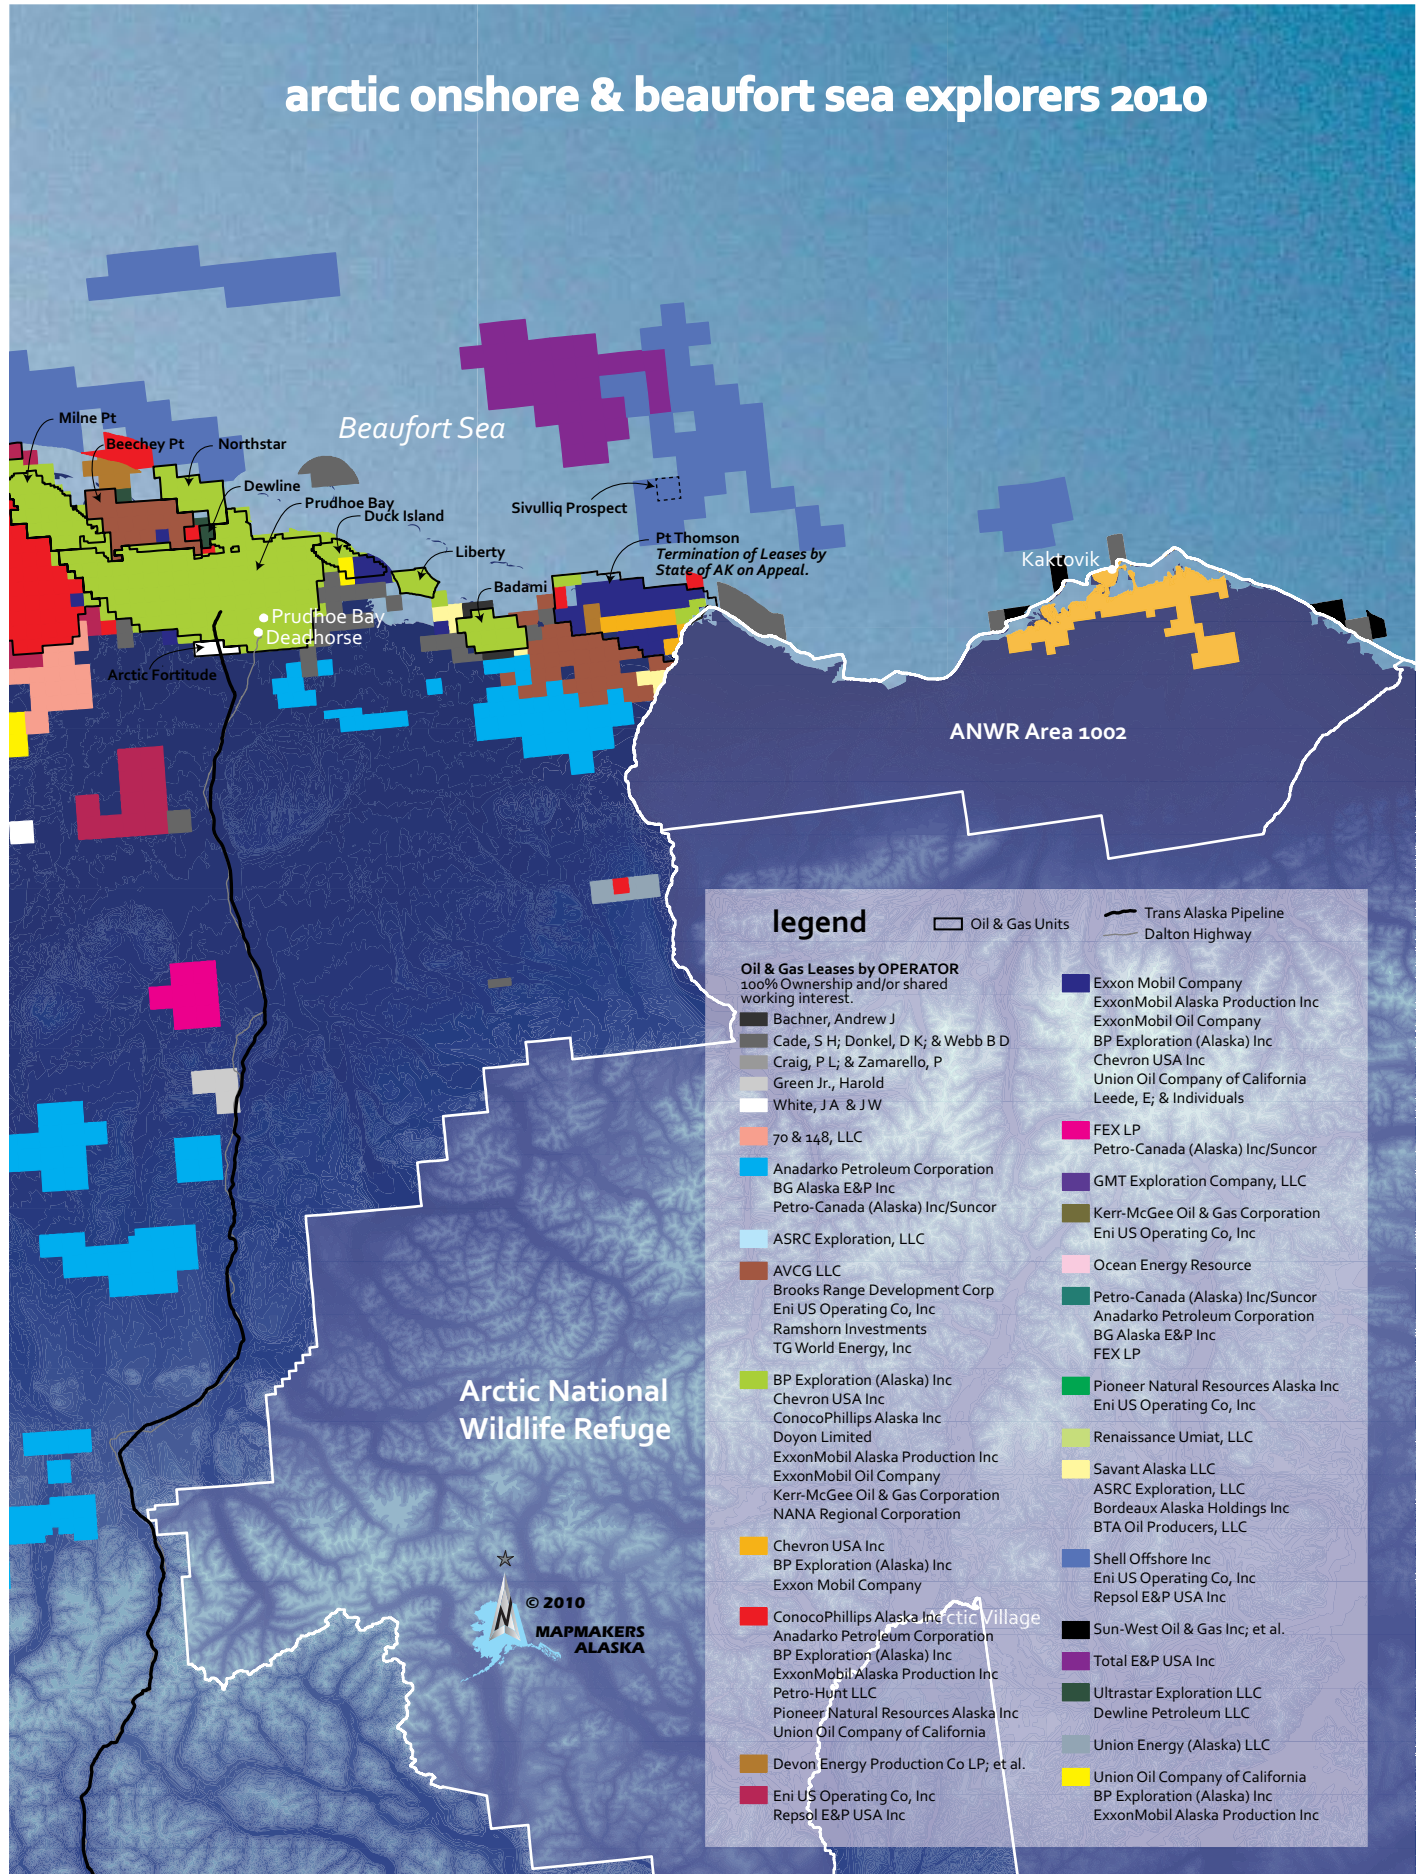 arctic onshore & beaufort sea explorers 2010
Beaufort Sea
Milne Pt
Beechey Pt
Northstar
Dewline
Prudhoe Bay
Duck Island
Sivulliq Prospect
Liberty
Pt Thomson
Termination of Leases by
State of AK on Appeal.
Badami
Kaktovik
Prudhoe Bay
Deadhorse
Arctic Fortitude
ANWR Area 1002
legend
Oil & Gas Units
Trans Alaska Pipeline
Dalton Highway
Oil & Gas Leases by OPERATOR
100% Ownership and/or shared
working interest.
Bachner, Andrew J
Cade, S H; Donkel, D K; & Webb B D
Craig, P L; & Zamarello, P
Green Jr., Harold
White, J A & J W
70 & 148, LLC
Anadarko Petroleum Corporation
BG Alaska E&P Inc
Petro-Canada (Alaska) Inc/Suncor
ASRC Exploration, LLC
AVCG LLC
Brooks Range Development Corp
Eni US Operating Co, Inc
Ramshorn Investments
TG World Energy, Inc
BP Exploration (Alaska) Inc
Chevron USA Inc
ConocoPhillips Alaska Inc
Doyon Limited
ExxonMobil Alaska Production Inc
ExxonMobil Oil Company
Kerr-McGee Oil & Gas Corporation
NANA Regional Corporation
Chevron USA Inc
BP Exploration (Alaska) Inc
Exxon Mobil Company
ConocoPhillips Alaska Inc
Anadarko Petroleum Corporation
BP Exploration (Alaska) Inc
ExxonMobil Alaska Production Inc
Petro-Hunt LLC
Pioneer Natural Resources Alaska Inc
Union Oil Company of California
Devon Energy Production Co LP; et al.
Eni US Operating Co, Inc
Repsol E&P USA Inc
Exxon Mobil Company
ExxonMobil Alaska Production Inc
ExxonMobil Oil Company
BP Exploration (Alaska) Inc
Chevron USA Inc
Union Oil Company of California
Leede, E; & Individuals
FEX LP
Petro-Canada (Alaska) Inc/Suncor
GMT Exploration Company, LLC
Kerr-McGee Oil & Gas Corporation
Eni US Operating Co, Inc
Ocean Energy Resource
Petro-Canada (Alaska) Inc/Suncor
Anadarko Petroleum Corporation
BG Alaska E&P Inc
FEX LP
Pioneer Natural Resources Alaska Inc
Eni US Operating Co, Inc
Renaissance Umiat, LLC
Savant Alaska LLC
ASRC Exploration, LLC
Bordeaux Alaska Holdings Inc
BTA Oil Producers, LLC
Shell Offshore Inc
Eni US Operating Co, Inc
Repsol E&P USA Inc
Sun-West Oil & Gas Inc; et al.
Total E&P USA Inc
Ultrastar Exploration LLC
Dewline Petroleum LLC
Union Energy (Alaska) LLC
Union Oil Company of California
BP Exploration (Alaska) Inc
ExxonMobil Alaska Production Inc
Arctic Village
Arctic National
Wildlife Refuge
N
© 2010
MAPMAKERS
ALASKA